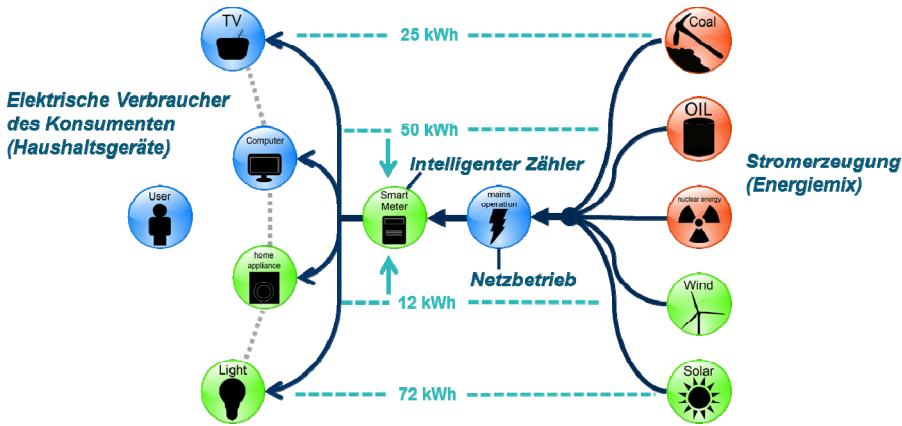 TV
25 kWh
Coal
Elektrische Verbraucher
des Konsumenten
(Haushaltsgeräte)
OIL
50 kWh
Computer
Intelligenter Zähler
Stromerzeugung
(Energiemix)
User
Smart
Meter
mains
operation
nuclear energy
home
appliance
Netzbetrieb
Wind
12 kWh
Light
Solar
72 kWh